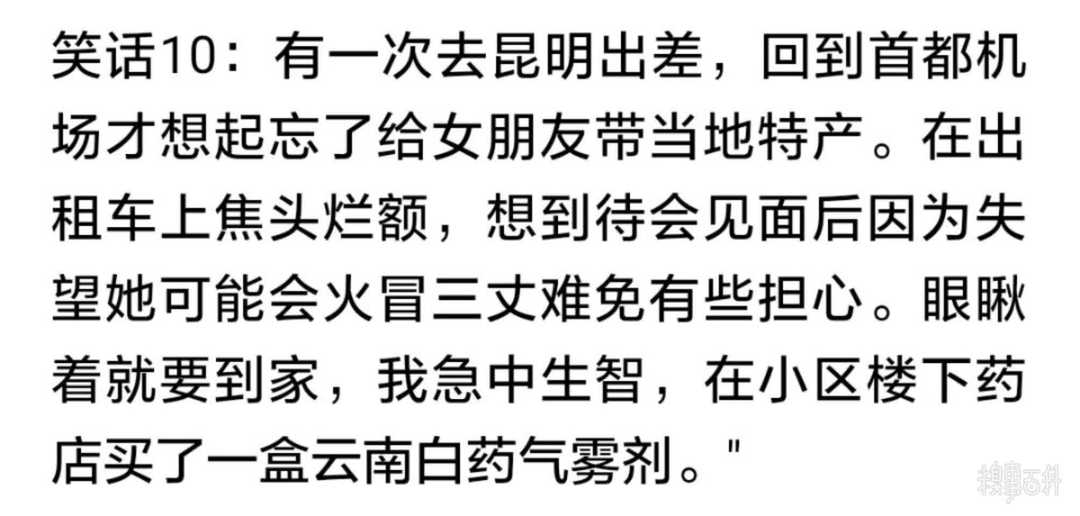 笑话10：有一次去昆明出差，回到首都机
场才想起忘了给女朋友带当地特产。在出
租车上焦头烂额，想到待会见面后因为失
望她可能会火冒三丈难免有些担心。眼瞅
着就要到家，我急中生智，在小区楼下药
店买了一盒云南白药气雾剂。"